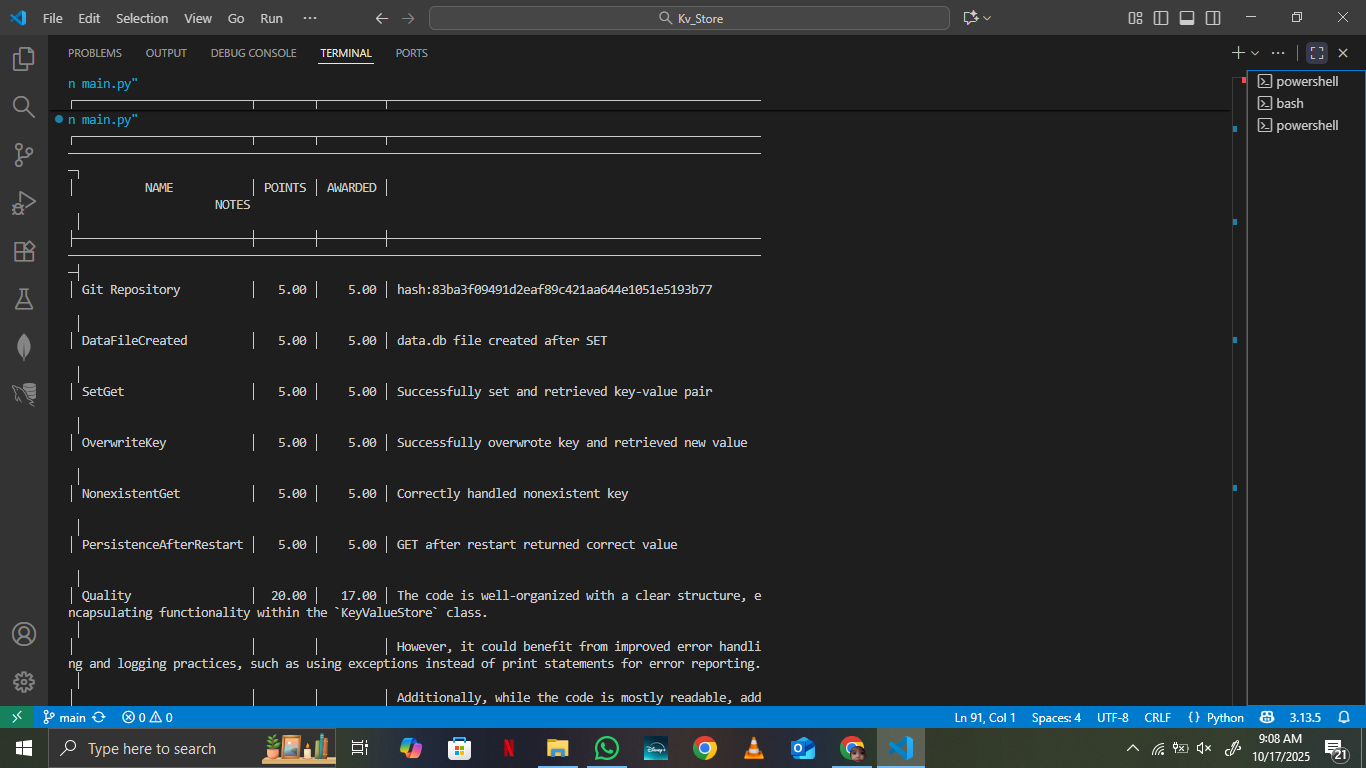 File Edit Selection View Go Run ···
Kv_Store
PROBLEMS OUTPUT DEBUG CONSOLE TERMINAL PORTS
n main.py"
n main.py"
NAME POINTS AWARDED
NOTES
Git Repository 5.00 5.00 hash:83ba3f09491d2eaf89c421aa644e1051e5193b77
DataFileCreated 5.00 5.00 data.db file created after SET
SetGet 5.00 5.00 Successfully set and retrieved key-value pair
OverwriteKey 5.00 5.00 Successfully overwrote key and retrieved new value
NonexistentGet 5.00 5.00 Correctly handled nonexistent key
PersistenceAfterRestart 5.00 5.00 GET after restart returned correct value
Quality 20.00 17.00 The code is well-organized with a clear structure, e
ncapsulating functionality within the `KeyValueStore` class.
However, it could benefit from improved error handli
ng and logging practices, such as using exceptions instead of print statements for error reporting.
Additionally, while the code is mostly readable, add
powershell
bash
powershell
main 0 0 Ln 91, Col 1 Spaces: 4 UTF-8 CRLF {} Python 3.13.5
Type here to search
Disney+
9:08 AM
10/17/2025
21